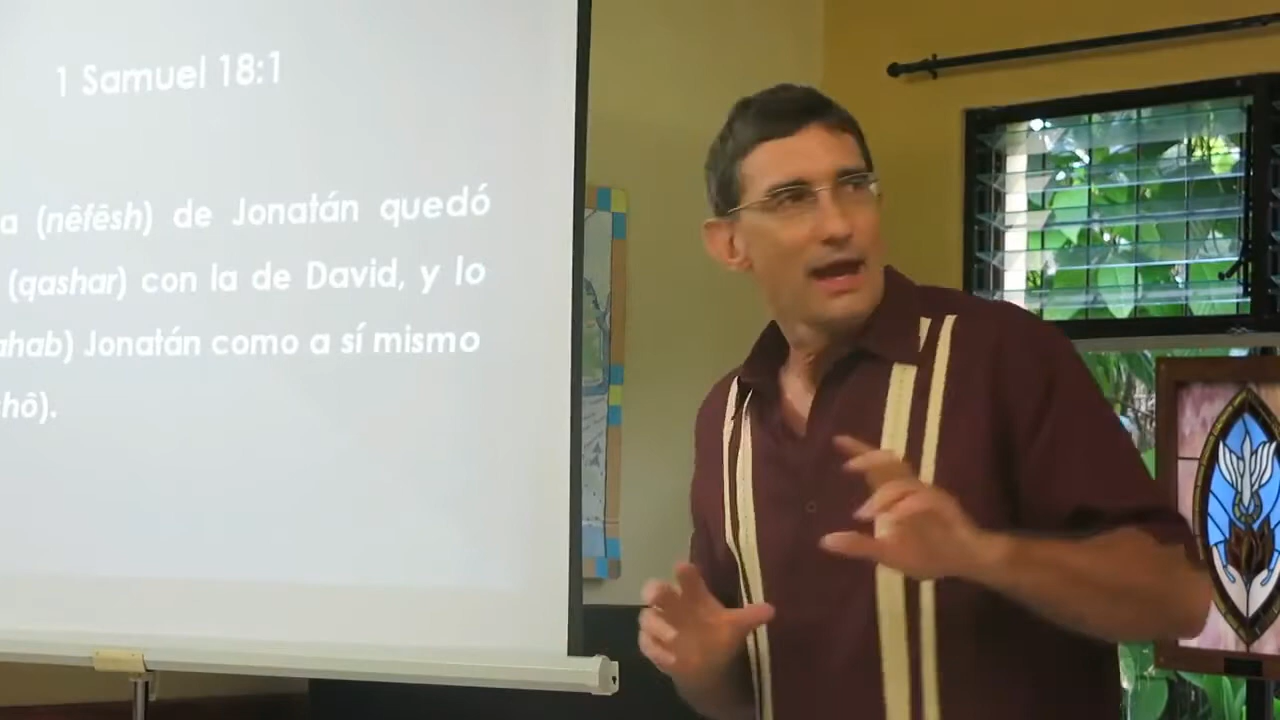 1 Samuel 18:1
a (nêfêsh) de Jonatán quedó
(qashar) con la de David, y lo
ahab) Jonatán como a sí mismo
hô).